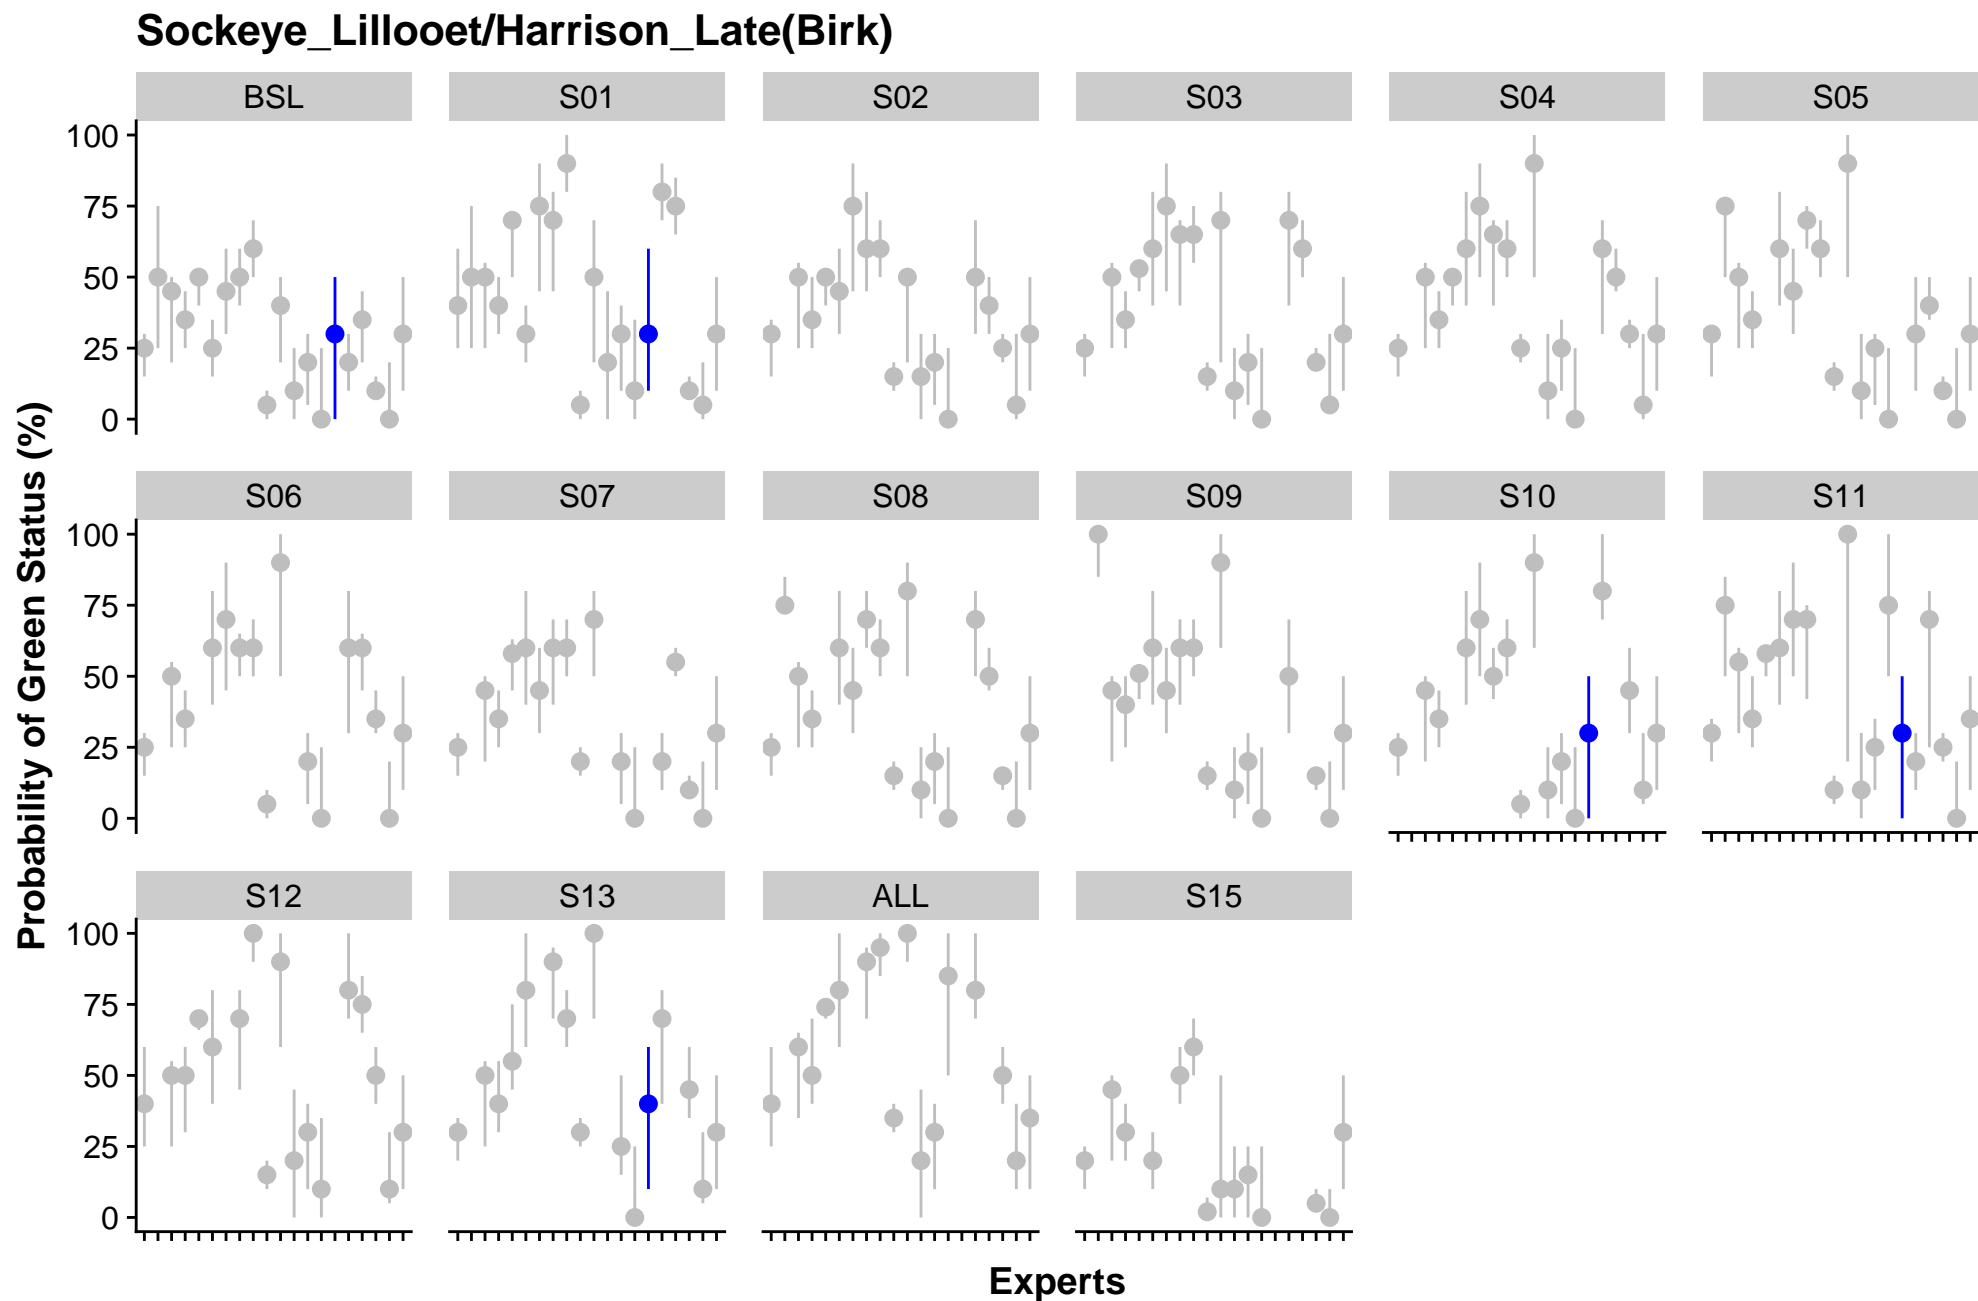 Sockeye_Lillooet/Harrison_Late(Birk)
BSL S01 S02 S03 S04 S05
100
75
50
25
0
S06 S07 S08 S09 S10 S11
100
75
50
25
0
S12 S13 ALL S15
100
75
50
25
0
Probability of Green Status (%)
Experts